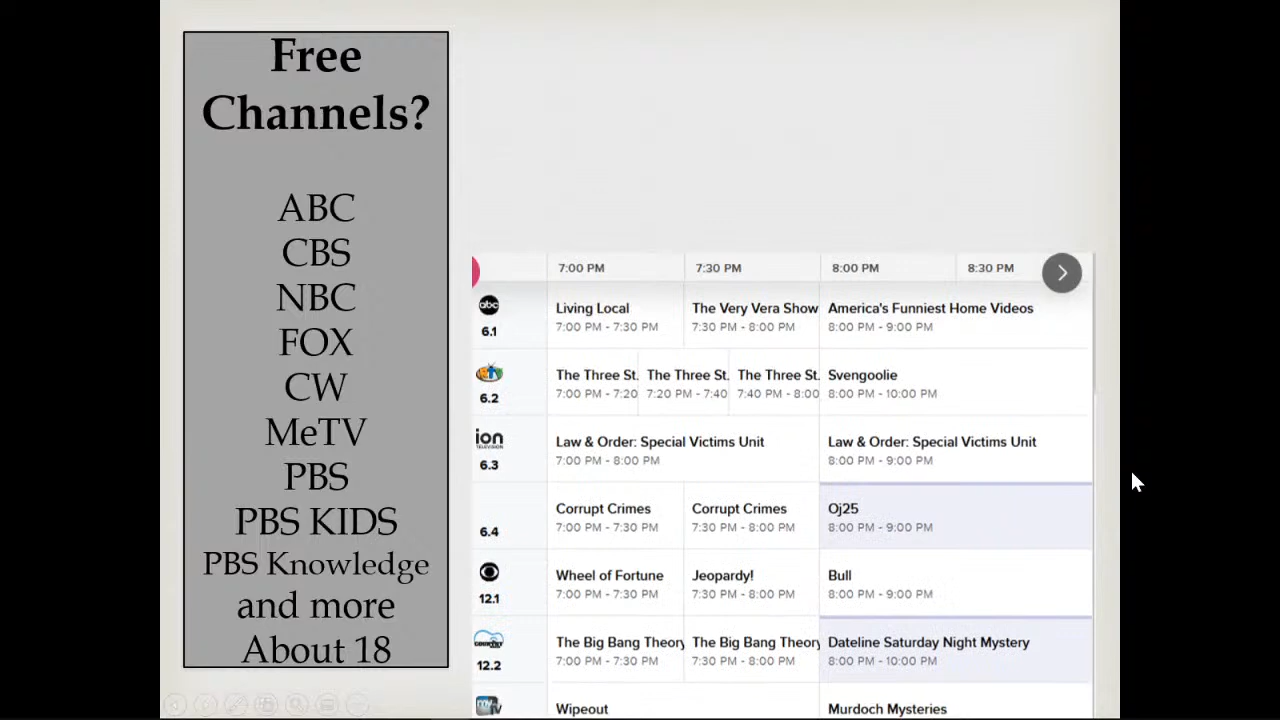 Free
Channels?
ABC
CBS
NBC
FOX
CW
MeTV
PBS
PBS KIDS
PBS Knowledge
and more
About 18
7:00 PM 7:30 PM 8:00 PM 8:30 PM
abc
6.1
Living Local The Very Vera Show America's Funniest Home Videos
7:00 PM - 7:30 PM 7:30 PM - 8:00 PM 8:00 PM - 9:00 PM
6.2
The Three St. The Three St. The Three St. Svengoolie
7:00 PM - 7:20 7:20 PM - 7:40 7:40 PM - 8:00 8:00 PM - 10:00 PM
ion
TELEVISION
6.3
Law & Order: Special Victims Unit Law & Order: Special Victims Unit
7:00 PM - 8:00 PM 8:00 PM - 9:00 PM
6.4
Corrupt Crimes Corrupt Crimes Oj25
7:00 PM - 7:30 PM 7:30 PM - 8:00 PM 8:00 PM - 9:00 PM
12.1
Wheel of Fortune Jeopardy! Bull
7:00 PM - 7:30 PM 7:30 PM - 8:00 PM 8:00 PM - 9:00 PM
12.2
The Big Bang Theory The Big Bang Theory Dateline Saturday Night Mystery
7:00 PM - 7:30 PM 7:30 PM - 8:00 PM 8:00 PM - 10:00 PM
Wipeout Murdoch Mysteries